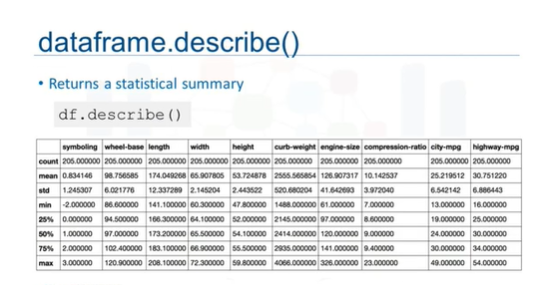 dataframe.describe()
• Returns a statistical summary
df.describe()
symboling wheel-base length width height curb-weight engine-size compression-ratio city-mpg highway-mpg
count 205.000000 205.000000 205.000000 205.000000 205.000000 205.000000 205.000000 205.000000 205.000000 205.000000
mean 0.834146 98.756585 174.049268 65.907805 53.724878 2555.565854 126.907317 10.142537 25.219512 30.751220
std 1.245307 6.021776 12.337289 2.145204 2.443522 520.680204 41.642693 3.972040 6.542142 6.886443
min -2.000000 86.600000 141.100000 60.300000 47.800000 1488.000000 61.000000 7.000000 13.000000 16.000000
25% 0.000000 94.500000 166.300000 64.100000 52.000000 2145.000000 97.000000 8.600000 19.000000 25.000000
50% 1.000000 97.000000 173.200000 65.500000 54.100000 2414.000000 120.000000 9.000000 24.000000 30.000000
75% 2.000000 102.400000 183.100000 66.900000 55.500000 2935.000000 141.000000 9.400000 30.000000 34.000000
max 3.000000 120.900000 208.100000 72.300000 59.800000 4066.000000 326.000000 23.000000 49.000000 54.000000